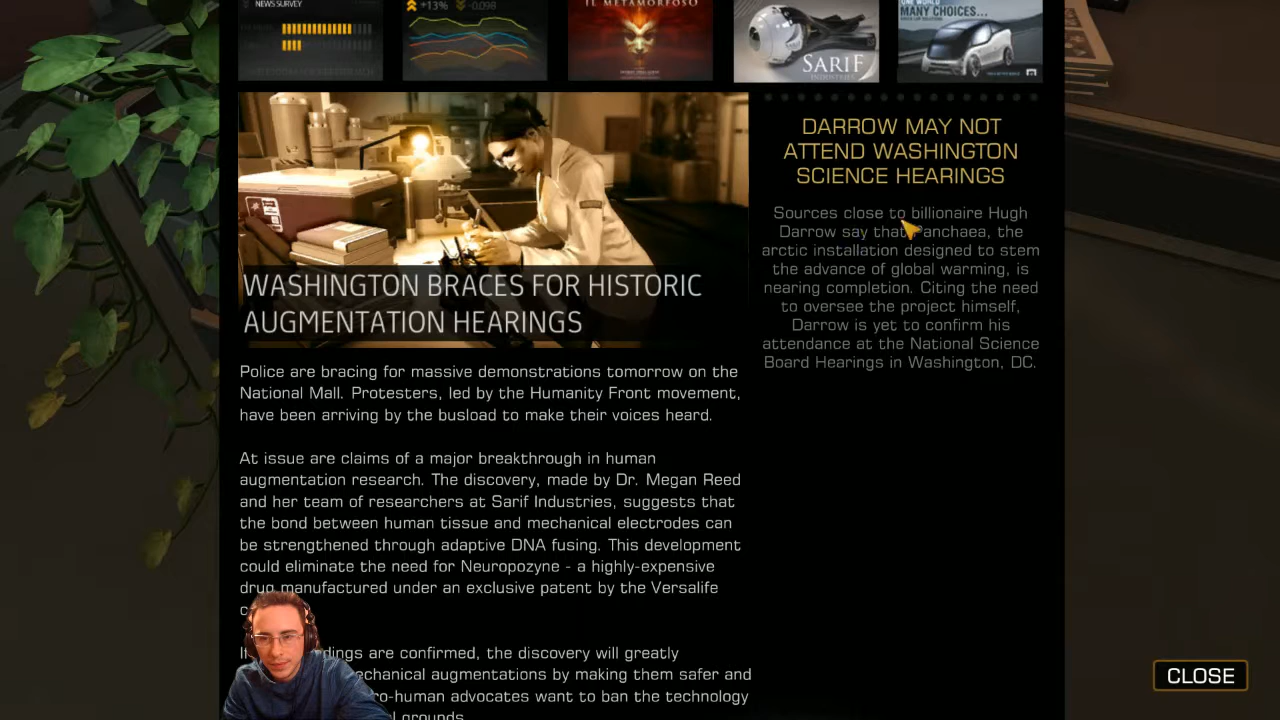 NEWS SURVEY
+13% -0.098
IL METAMORFOSO
SARIF
INDUSTRIES
ONE WORLD
MANY CHOICES...
DARROW MAY NOT
ATTEND WASHINGTON
SCIENCE HEARINGS
Sources close to billionaire Hugh
Darrow say that Panchaea, the
arctic installation designed to stem
the advance of global warming, is
nearing completion. Citing the need
to oversee the project himself,
Darrow is yet to confirm his
attendance at the National Science
Board Hearings in Washington, DC.
WASHINGTON BRACES FOR HISTORIC
AUGMENTATION HEARINGS
Police are bracing for massive demonstrations tomorrow on the
National Mall. Protesters, led by the Humanity Front movement,
have been arriving by the busload to make their voices heard.
At issue are claims of a major breakthrough in human
augmentation research. The discovery, made by Dr. Megan Reed
and her team of researchers at Sarif Industries, suggests that
the bond between human tissue and mechanical electrodes can
be strengthened through adaptive DNA fusing. This development
could eliminate the need for Neuropozyne - a highly-expensive
drug manufactured under an exclusive patent by the Versalife
are confirmed, the discovery will greatly
augmentations by making them safer and
advocates want to ban the technology
grounds.
CLOSE